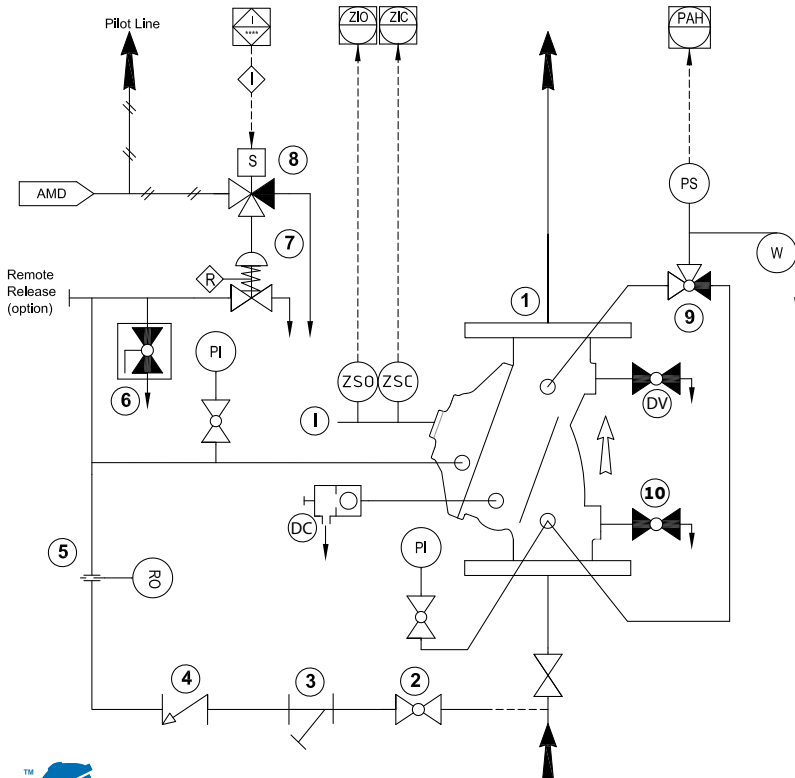 Pilot Line
I
****
ZIO
ZIC
PAH
I
S
8
AMD
PS
7
W
Remote
Release
(option)
R
1
9
PI
6
ZSO
ZSC
DV
I
10
DC
PI
5
RO
4
3
2
TM